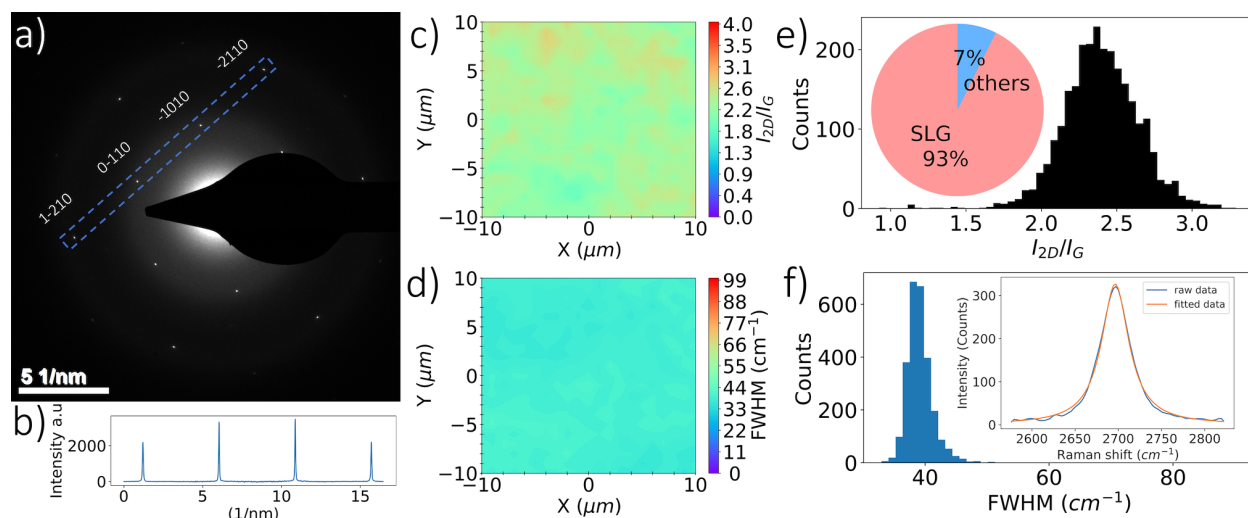 a)
-2110
-1010
0-110
1-210
5 1/nm
b)
Intensity a.u
2000
0
0 5 10 15
(1/nm)
c)
10
5
0
−5
−10
Y (μm)
−10 −5 0 5 10
X (μm)
4.0
3.6
3.1
2.7
2.2
1.8
1.3
0.9
0.4
0.0
I2D/IG
d)
10
5
0
−5
−10
Y (μm)
−10 −5 0 5 10
X (μm)
99
88
77
66
55
44
33
22
11
0
FWHM (cm⁻¹)
e)
200
100
0
Counts
7%
others
SLG
93%
1.0 1.5 2.0 2.5 3.0
I2D/IG
f)
600
400
200
0
Counts
40 60 80
FWHM (cm⁻¹)
300
200
100
0
Intensity (Counts)
raw data
fitted data
2600 2650 2700 2750 2800
Raman shift (cm⁻¹)